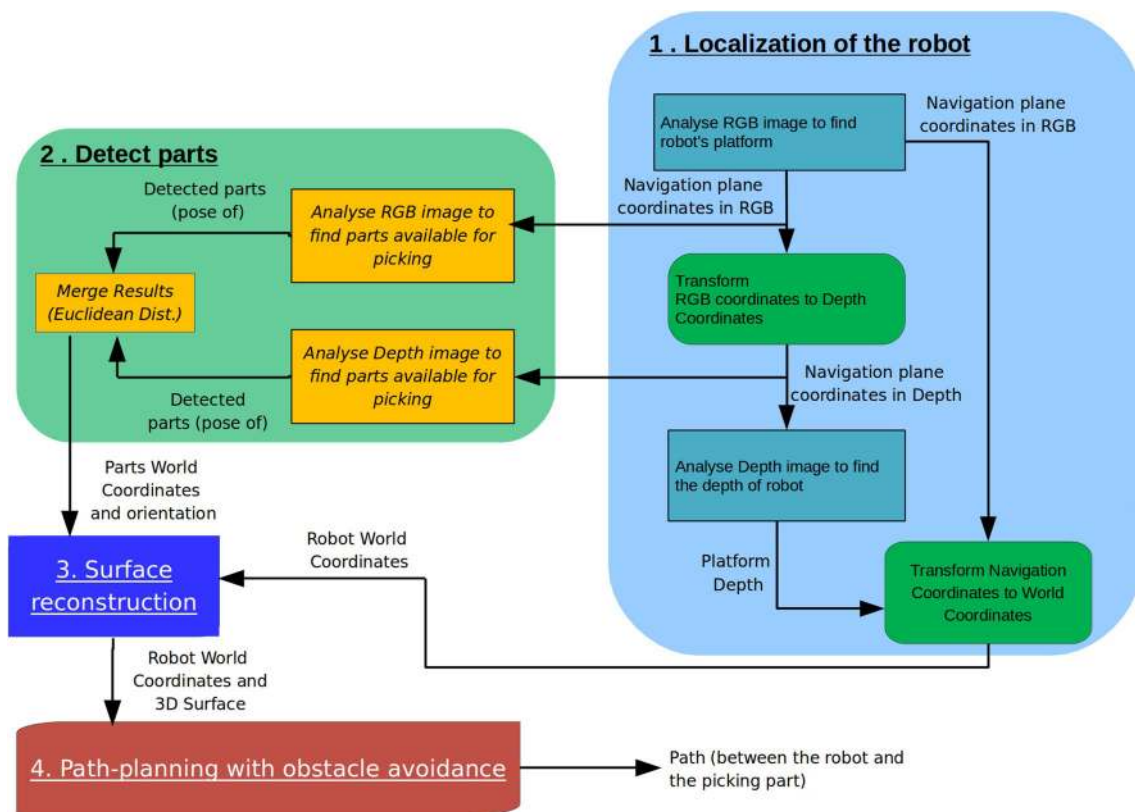 1 . Localization of the robot
Analyse RGB image to find
robot's platform
Navigation plane
coordinates in RGB
Navigation plane
coordinates in RGB
Transform
RGB coordinates to Depth
Coordinates
Navigation plane
coordinates in Depth
Analyse Depth image to find
the depth of robot
Platform
Depth
Transform Navigation
Coordinates to World
Coordinates
2 . Detect parts
Detected parts
(pose of)
Analyse RGB image to
find parts available for
picking
Merge Results
(Euclidean Dist.)
Analyse Depth image to
find parts available for
picking
Detected
parts (pose of)
Parts World
Coordinates
and orientation
Robot World
Coordinates
3. Surface
reconstruction
Robot World
Coordinates and
3D Surface
4. Path-planning with obstacle avoidance
Path (between the robot and
the picking part)